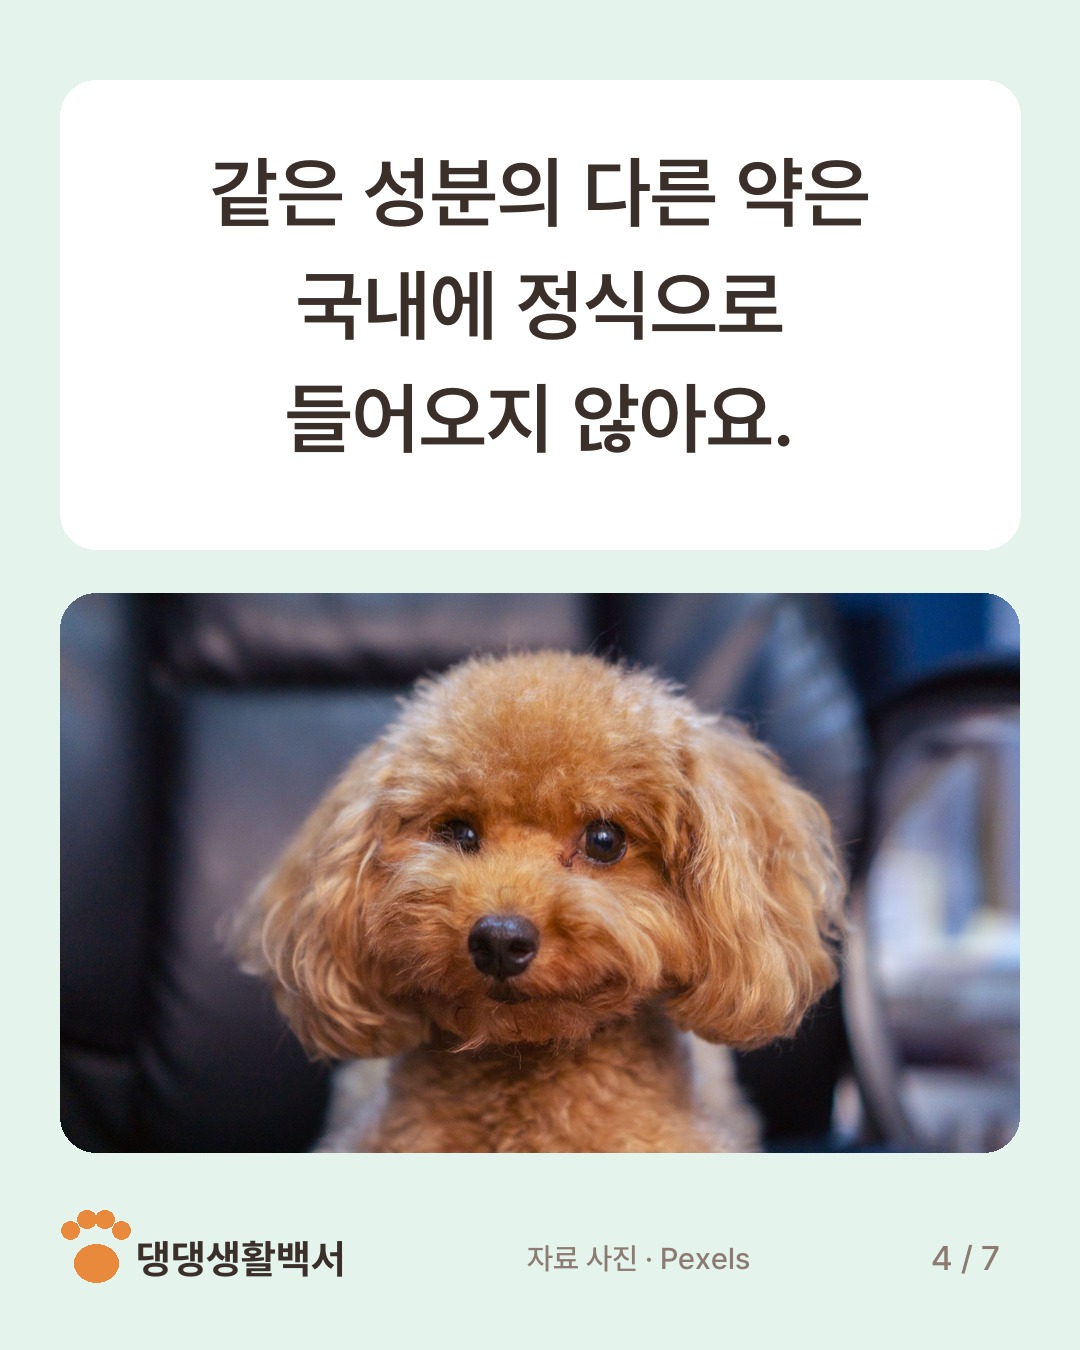 같은 성분의 다른 약은
국내에 정식으로
들어오지 않아요.
댕댕생활백서
자료 사진 · Pexels
4 / 7